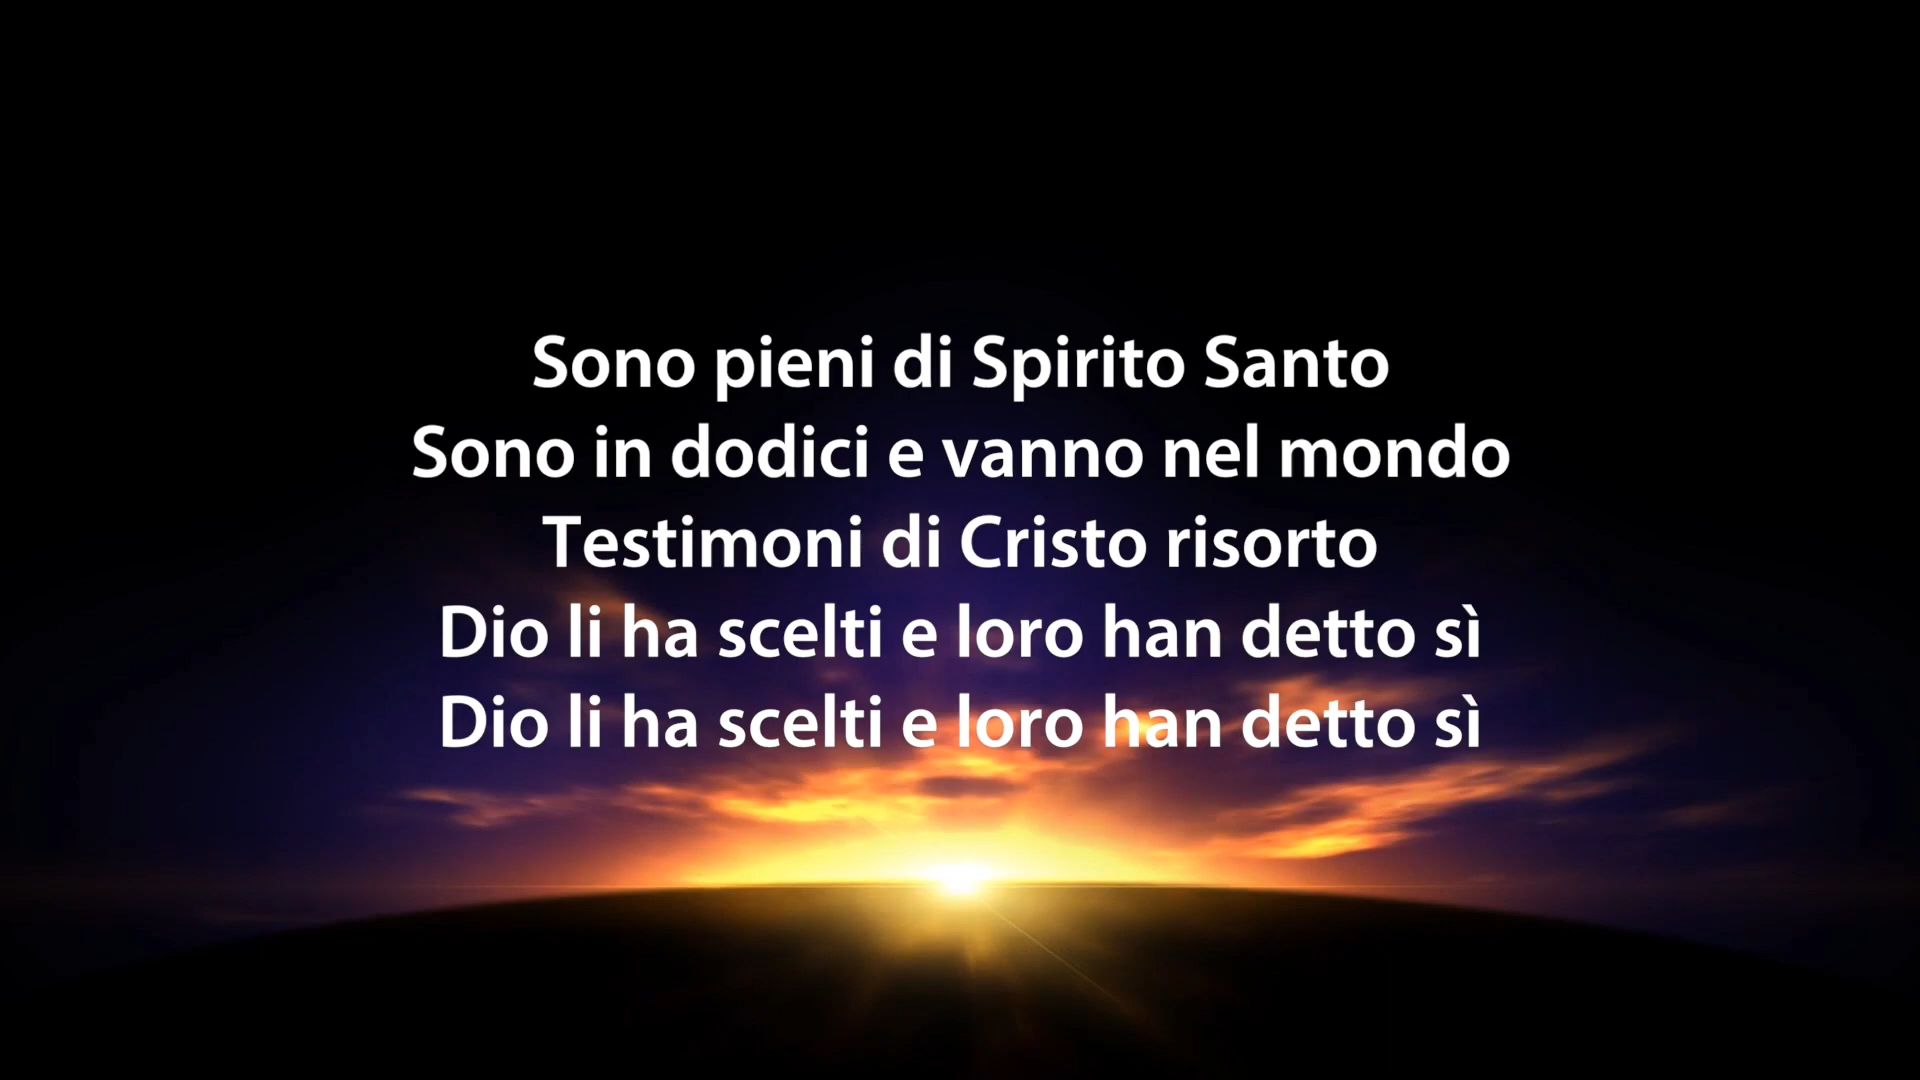 Sono pieni di Spirito Santo
Sono in dodici e vanno nel mondo
Testimoni di Cristo risorto
Dio li ha scelti e loro han detto sì
Dio li ha scelti e loro han detto sì